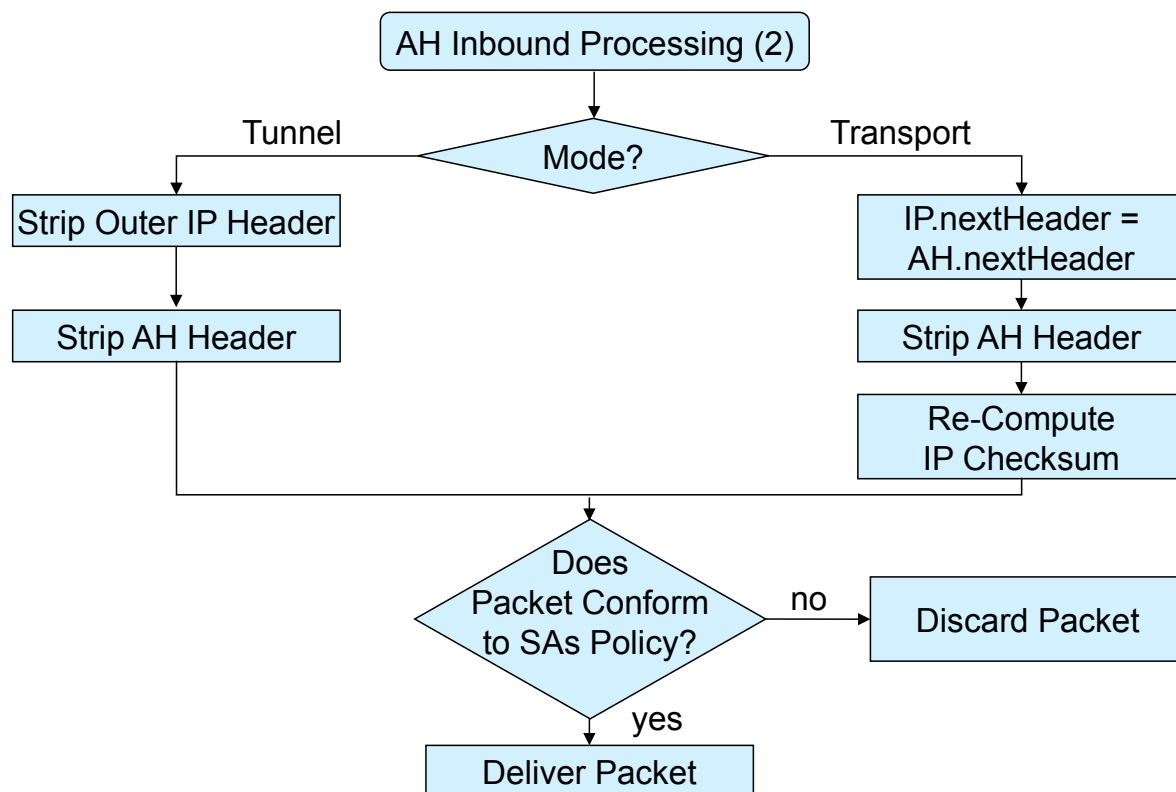 AH Inbound Processing (2)
Tunnel
Transport
Mode?
Strip Outer IP Header
IP.nextHeader =
AH.nextHeader
Strip AH Header
Strip AH Header
Re-Compute
IP Checksum
Does
Packet Conform
to SAs Policy?
no
Discard Packet
yes
Deliver Packet